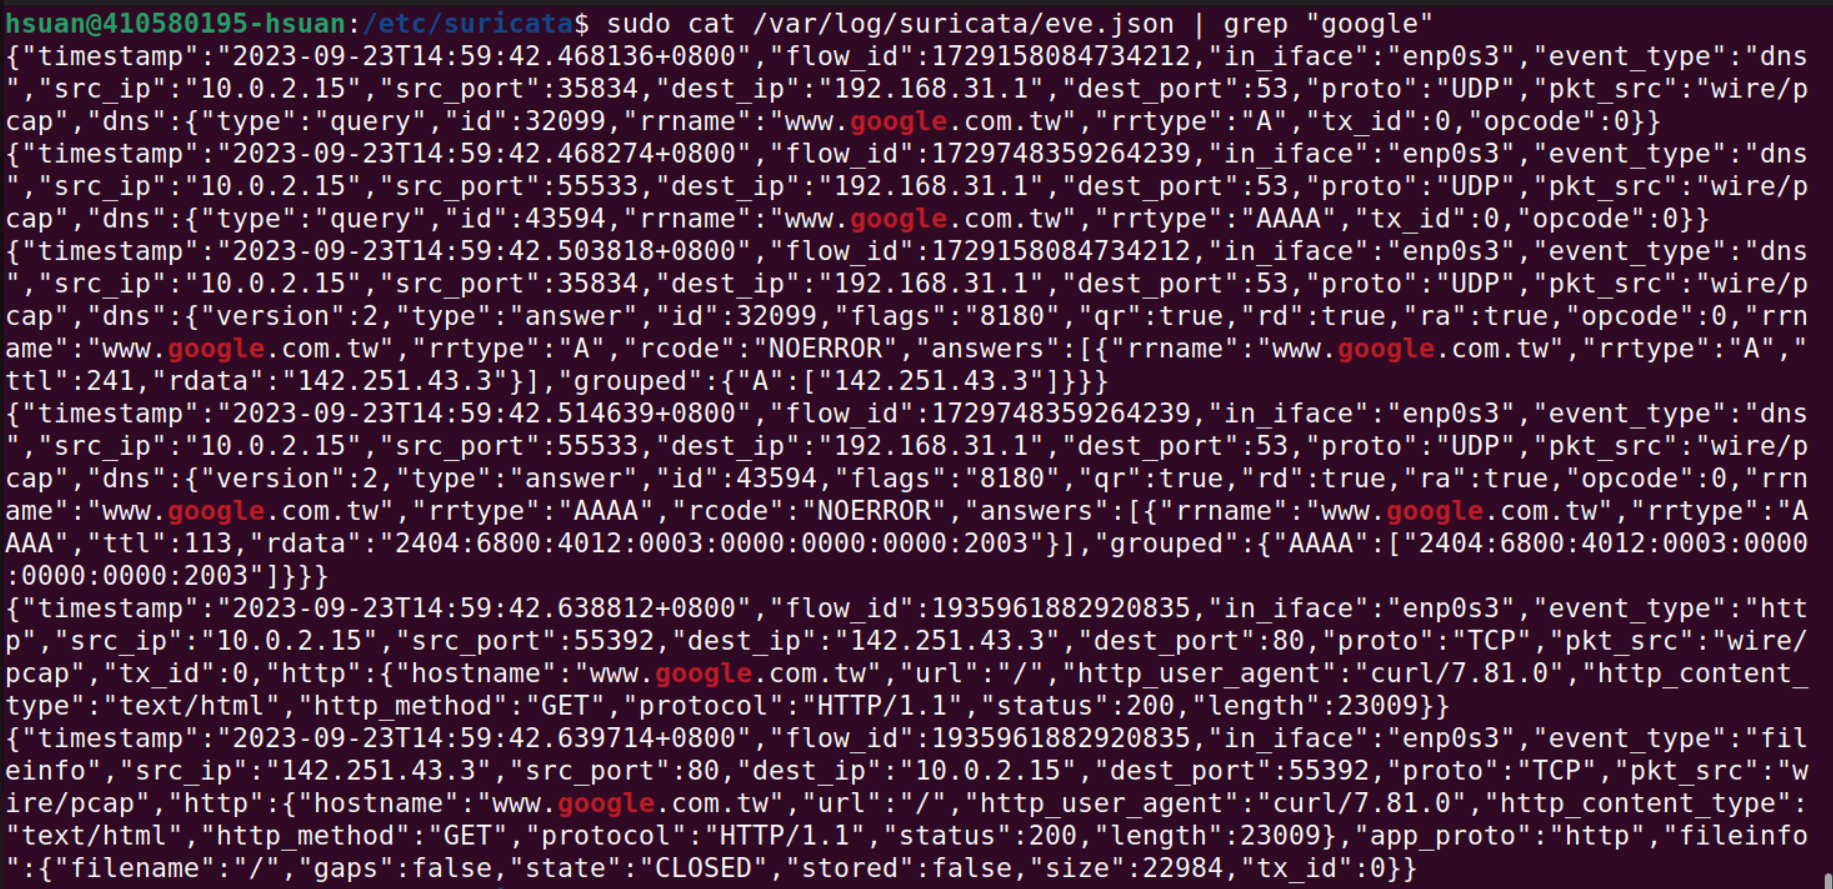 hsuan@410580195-hsuan:/etc/suricata$ sudo cat /var/log/suricata/eve.json | grep "google"
{"timestamp":"2023-09-23T14:59:42.468136+0800","flow_id":1729158084734212,"in_iface":"enp0s3","event_type":"dns
","src_ip":"10.0.2.15","src_port":35834,"dest_ip":"192.168.31.1","dest_port":53,"proto":"UDP","pkt_src":"wire/p
cap","dns":{"type":"query","id":32099,"rrname":"www.google.com.tw","rrtype":"A","tx_id":0,"opcode":0}}
{"timestamp":"2023-09-23T14:59:42.468274+0800","flow_id":1729748359264239,"in_iface":"enp0s3","event_type":"dns
","src_ip":"10.0.2.15","src_port":55533,"dest_ip":"192.168.31.1","dest_port":53,"proto":"UDP","pkt_src":"wire/p
cap","dns":{"type":"query","id":43594,"rrname":"www.google.com.tw","rrtype":"AAAA","tx_id":0,"opcode":0}}
{"timestamp":"2023-09-23T14:59:42.503818+0800","flow_id":1729158084734212,"in_iface":"enp0s3","event_type":"dns
","src_ip":"10.0.2.15","src_port":35834,"dest_ip":"192.168.31.1","dest_port":53,"proto":"UDP","pkt_src":"wire/p
cap","dns":{"version":2,"type":"answer","id":32099,"flags":"8180","qr":true,"rd":true,"ra":true,"opcode":0,"rrn
ame":"www.google.com.tw","rrtype":"A","rcode":"NOERROR","answers":[{"rrname":"www.google.com.tw","rrtype":"A","
ttl":241,"rdata":"142.251.43.3"}],"grouped":{"A":["142.251.43.3"]}}}
{"timestamp":"2023-09-23T14:59:42.514639+0800","flow_id":1729748359264239,"in_iface":"enp0s3","event_type":"dns
","src_ip":"10.0.2.15","src_port":55533,"dest_ip":"192.168.31.1","dest_port":53,"proto":"UDP","pkt_src":"wire/p
cap","dns":{"version":2,"type":"answer","id":43594,"flags":"8180","qr":true,"rd":true,"ra":true,"opcode":0,"rrn
ame":"www.google.com.tw","rrtype":"AAAA","rcode":"NOERROR","answers":[{"rrname":"www.google.com.tw","rrtype":"A
AAA","ttl":113,"rdata":"2404:6800:4012:0003:0000:0000:0000:2003"}],"grouped":{"AAAA":["2404:6800:4012:0003:0000
:0000:0000:2003"]}}}
{"timestamp":"2023-09-23T14:59:42.638812+0800","flow_id":1935961882920835,"in_iface":"enp0s3","event_type":"htt
p","src_ip":"10.0.2.15","src_port":55392,"dest_ip":"142.251.43.3","dest_port":80,"proto":"TCP","pkt_src":"wire/
pcap","tx_id":0,"http":{"hostname":"www.google.com.tw","url":"/","http_user_agent":"curl/7.81.0","http_content_
type":"text/html","http_method":"GET","protocol":"HTTP/1.1","status":200,"length":23009}}
{"timestamp":"2023-09-23T14:59:42.639714+0800","flow_id":1935961882920835,"in_iface":"enp0s3","event_type":"fil
einfo","src_ip":"142.251.43.3","src_port":80,"dest_ip":"10.0.2.15","dest_port":55392,"proto":"TCP","pkt_src":"w
ire/pcap","http":{"hostname":"www.google.com.tw","url":"/","http_user_agent":"curl/7.81.0","http_content_type":
"text/html","http_method":"GET","protocol":"HTTP/1.1","status":200,"length":23009},"app_proto":"http","fileinfo
":{"filename":"/","gaps":false,"state":"CLOSED","stored":false,"size":22984,"tx_id":0}}